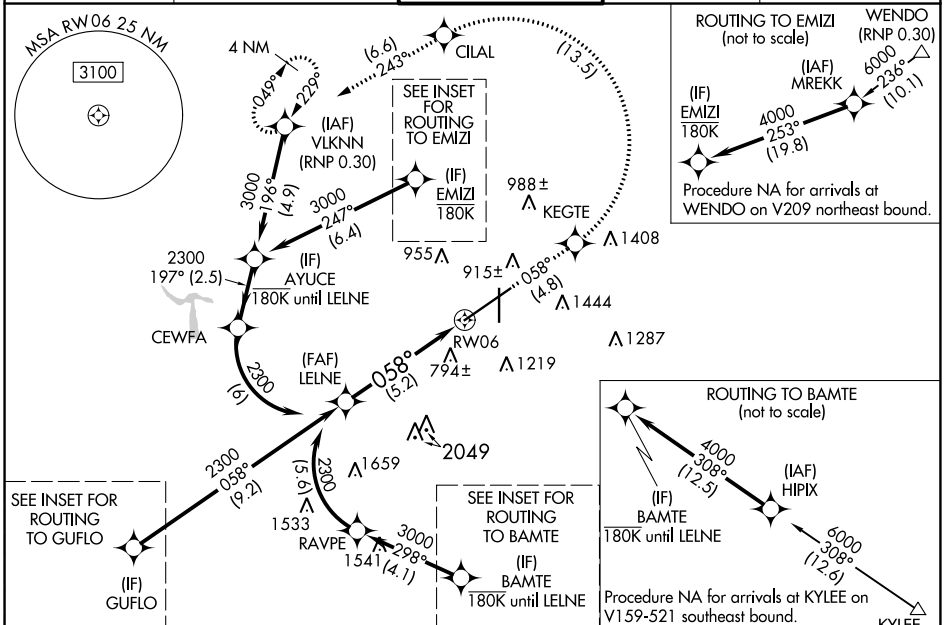 MSA RW 06 25 NM
3100
4 NM
049°
229°
(6.6)
243°
CILAL
(13.5)
(IAF)
VLKNN
(RNP 0.30)
SEE INSET
FOR
ROUTING
TO EMIZI
(IF)
EMIZI
180K
3000
196°
(4.9)
3000
247°
(6.4)
988±
KEGTE
1408
955
915±
058°
(4.8)
1444
2300
197° (2.5)
(IF)
AYUCE
180K until LELNE
CEWFA
RW06
1287
(FAF)
LELNE
058°
(5.2)
794±
1219
2300
(6)
2049
2300
058°
(9.2)
2300
(5.6)
1659
1533
RAVPE
1541
3000
298°
(4.1)
SEE INSET FOR
ROUTING
TO GUFLO
(IF)
GUFLO
SEE INSET FOR
ROUTING
TO BAMTE
(IF)
BAMTE
180K until LELNE
ROUTING TO EMIZI
(not to scale)
WENDO
(RNP 0.30)
6000
236°
(10.1)
(IAF)
MREKK
(IF)
EMIZI
180K
4000
253°
(19.8)
Procedure NA for arrivals at
WENDO on V209 northeast bound.
ROUTING TO BAMTE
(not to scale)
4000
308°
(12.5)
(IAF)
HIPIX
(IF)
BAMTE
180K until LELNE
6000
308°
(12.6)
Procedure NA for arrivals at KYLEE on
V159-521 southeast bound.
KYLEE